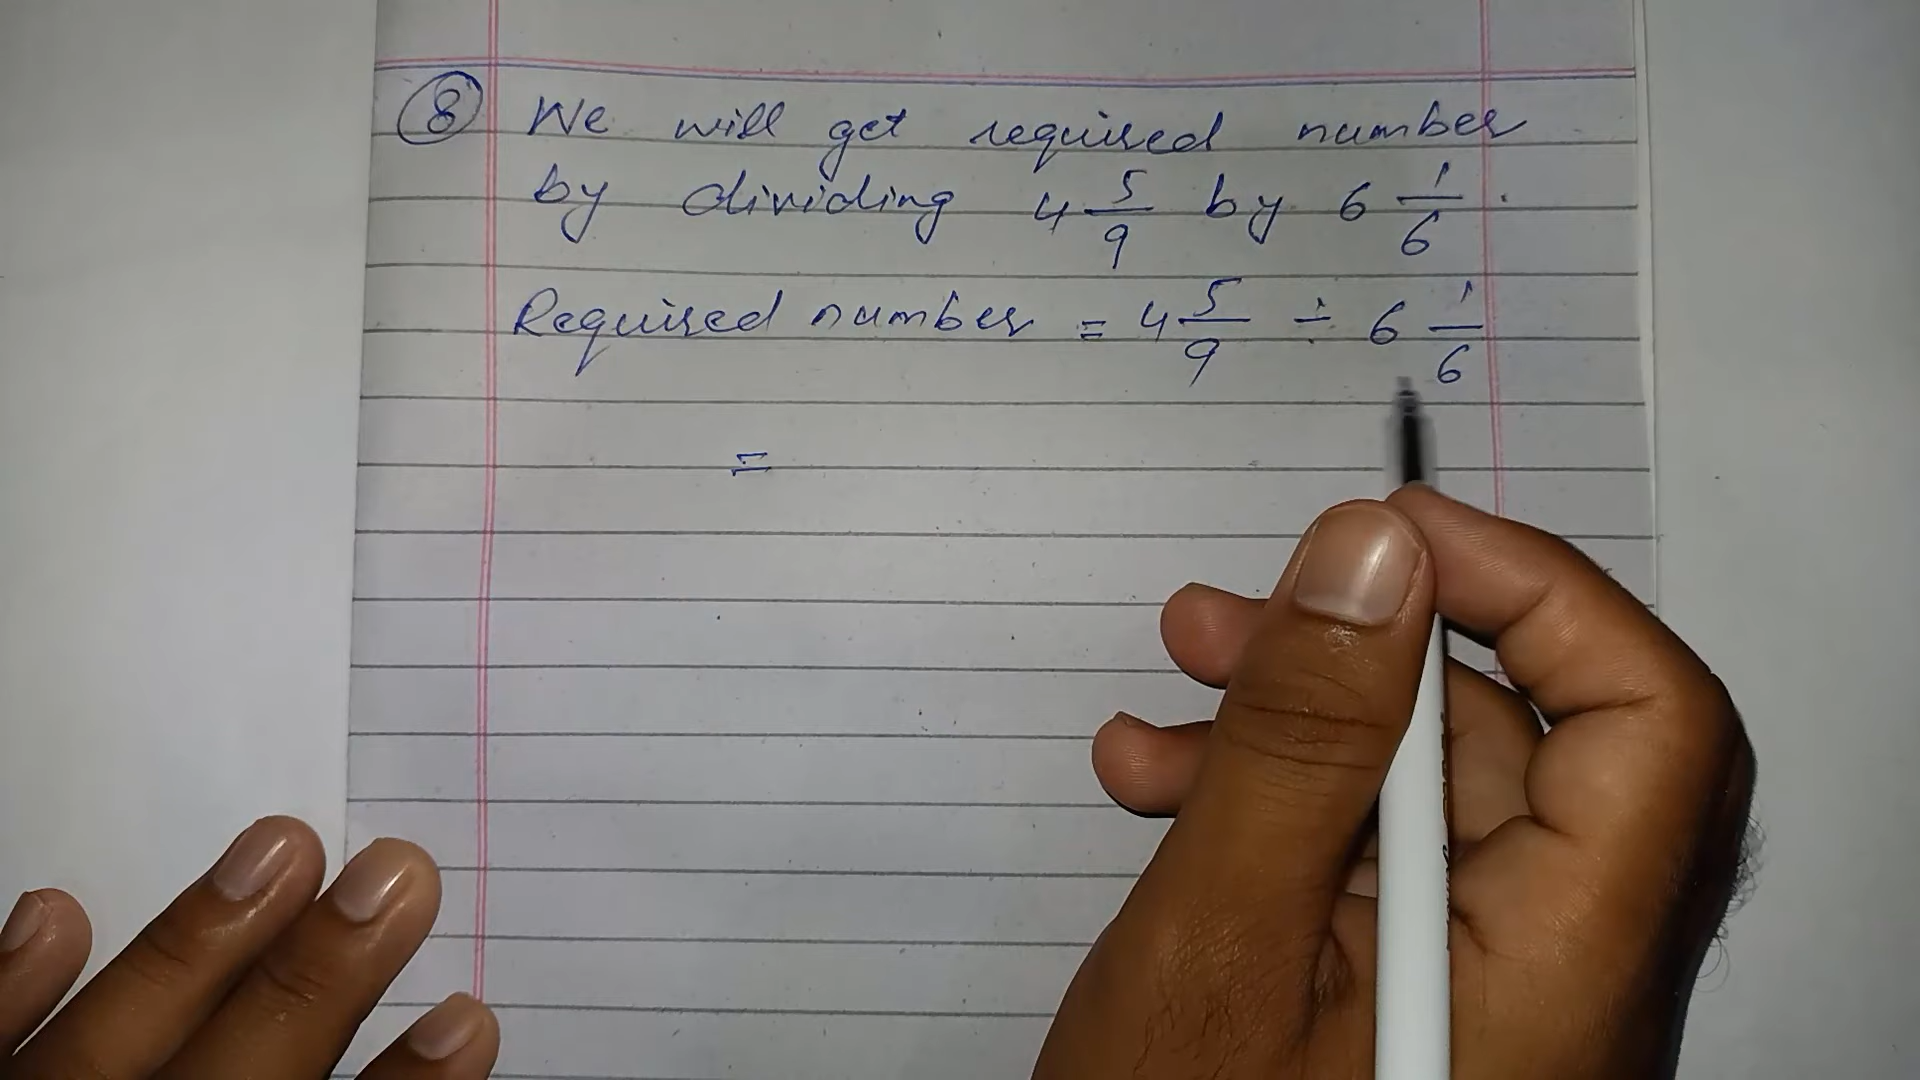 ⑧ We will get required number
by dividing 4 5/9 by 6 1/6.
Required number = 4 5/9 ÷ 6 1/6
=